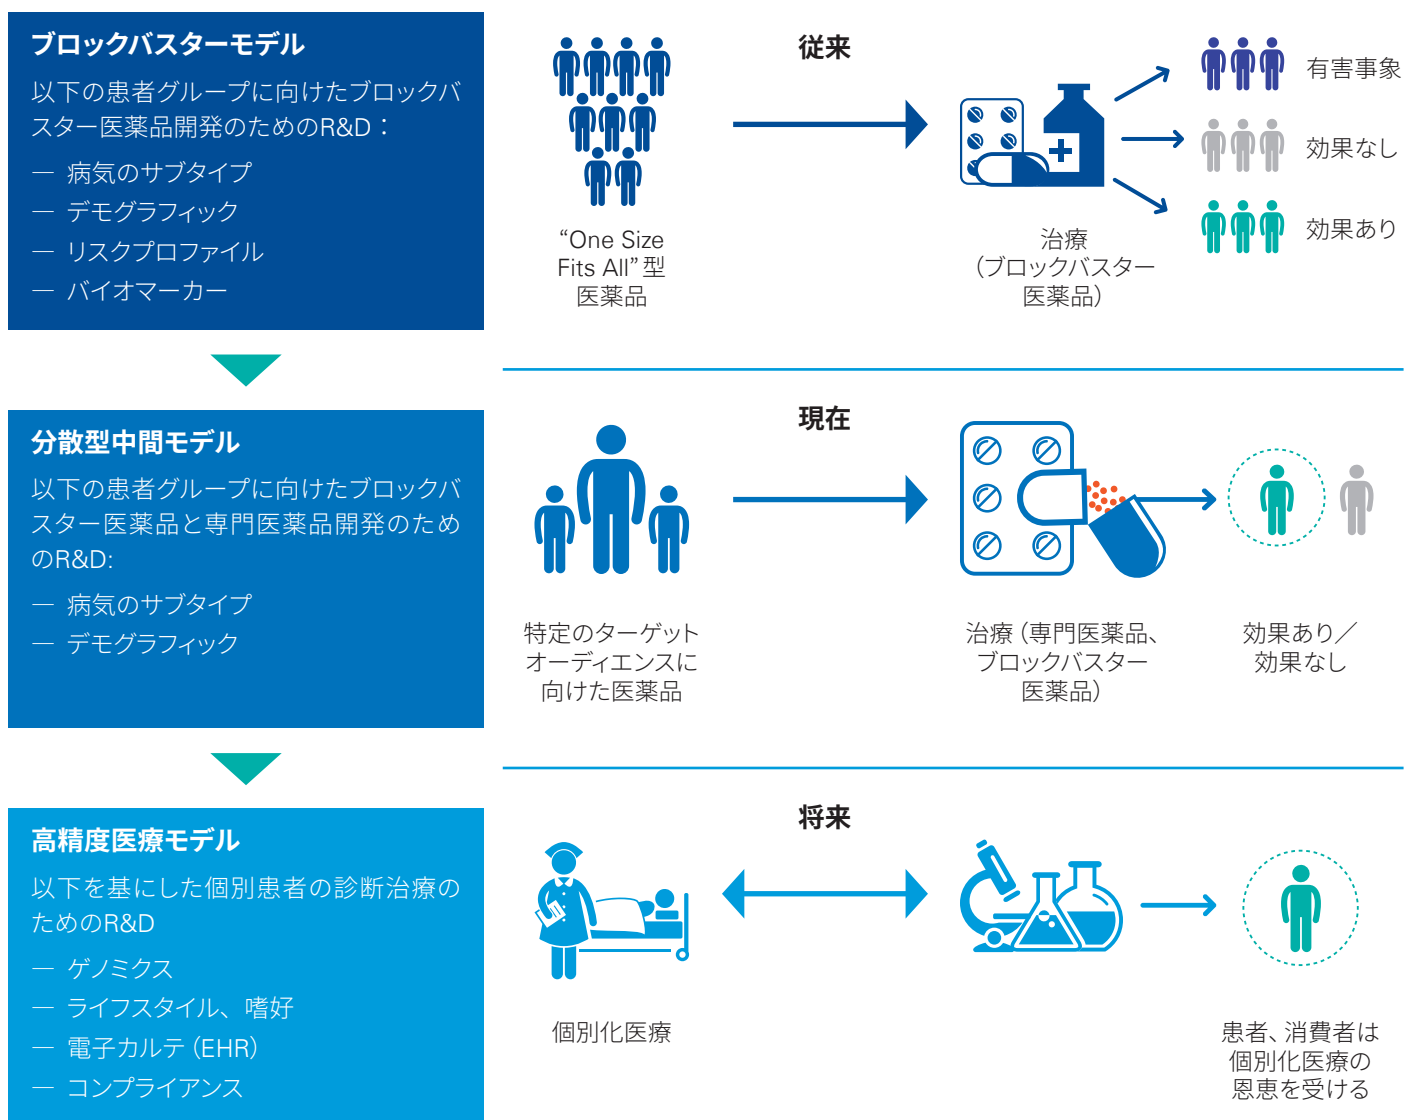 ブロックバスターモデル
以下の患者グループに向けたブロックバ
スター医薬品開発のためのR&D：
― 病気のサブタイプ
― デモグラフィック
― リスクプロファイル
― バイオマーカー
従来
“One Size
Fits All”型
医薬品
治療
（ブロックバスター
医薬品）
有害事象
効果なし
効果あり
分散型中間モデル
以下の患者グループに向けたブロックバ
スター医薬品と専門医薬品開発のため
のR&D:
― 病気のサブタイプ
― デモグラフィック
現在
特定のターゲット
オーディエンスに
向けた医薬品
治療（専門医薬品、
ブロックバスター
医薬品）
効果あり／
効果なし
高精度医療モデル
以下を基にした個別患者の診断治療の
ためのR&D
― ゲノミクス
― ライフスタイル、嗜好
― 電子カルテ（EHR）
― コンプライアンス
将来
個別化医療
患者、消費者は
個別化医療の
恩恵を受ける